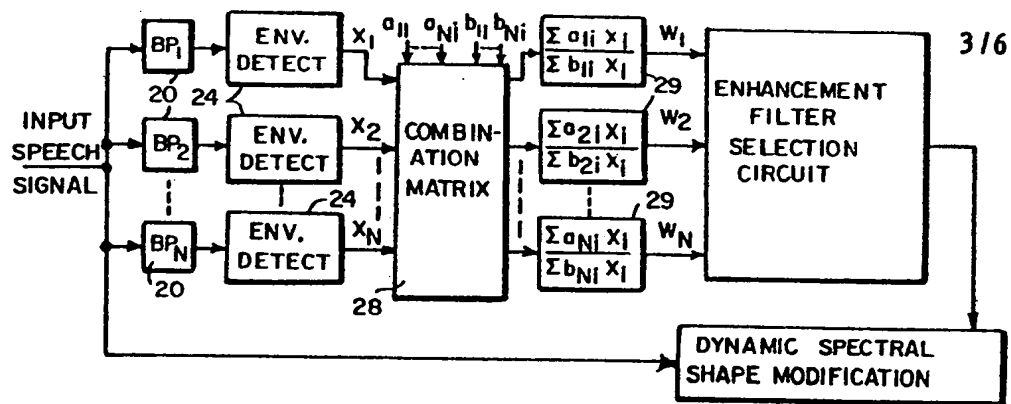 3/6
INPUT
SPEECH
SIGNAL
BP1
20
BP2
20
BPN
20
ENV.
DETECT
24
ENV.
DETECT
24
ENV.
DETECT
X1
X2
XN
a11 aNi b11 bNi
COMBIN-
ATION
MATRIX
28
Σ a1i Xi
Σ b1i Xi
29
29
Σ a2i Xi
Σ b2i Xi
29
Σ aNi Xi
Σ bNi Xi
W1
W2
WN
ENHANCEMENT
FILTER
SELECTION
CIRCUIT
DYNAMIC SPECTRAL
SHAPE MODIFICATION